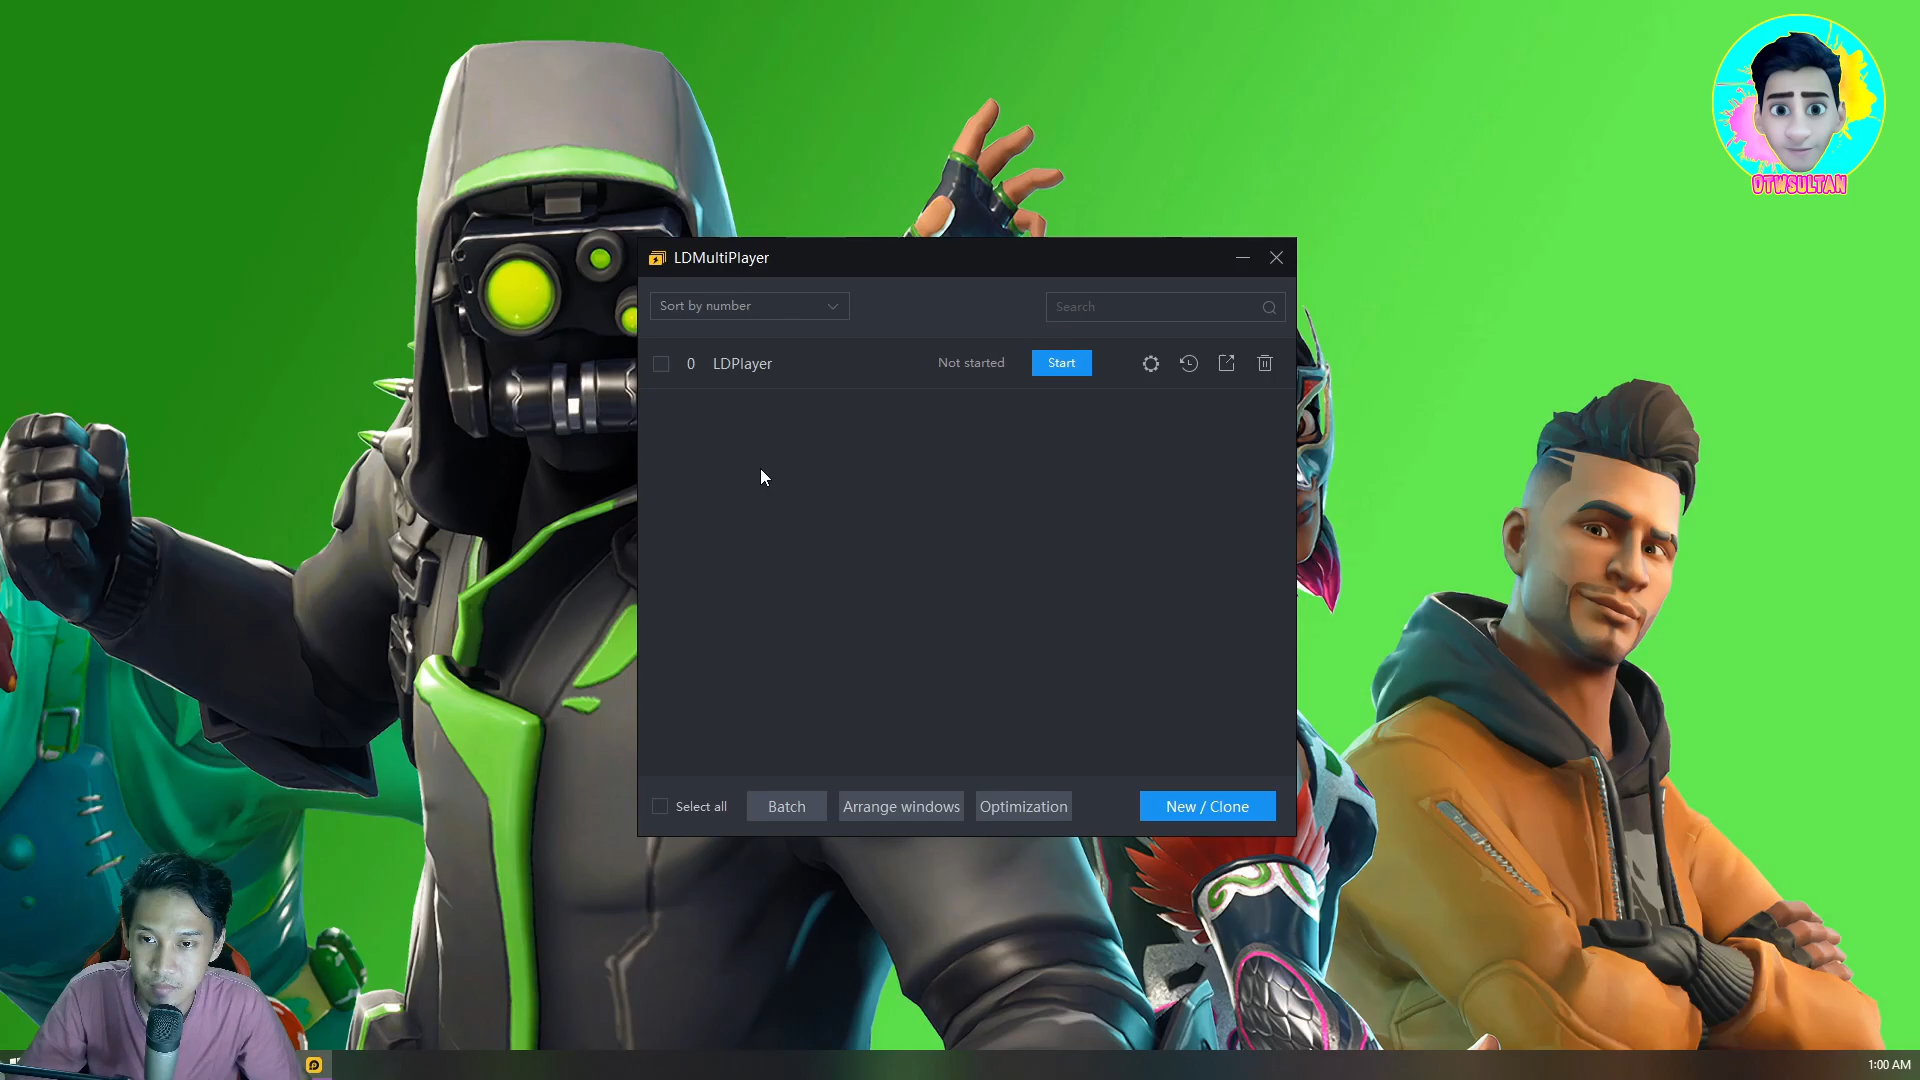 OTWSULTAN
LDMultiPlayer
Sort by number
Search
0 LDPlayer Not started Start
Select all Batch Arrange windows Optimization New / Clone
1:00 AM